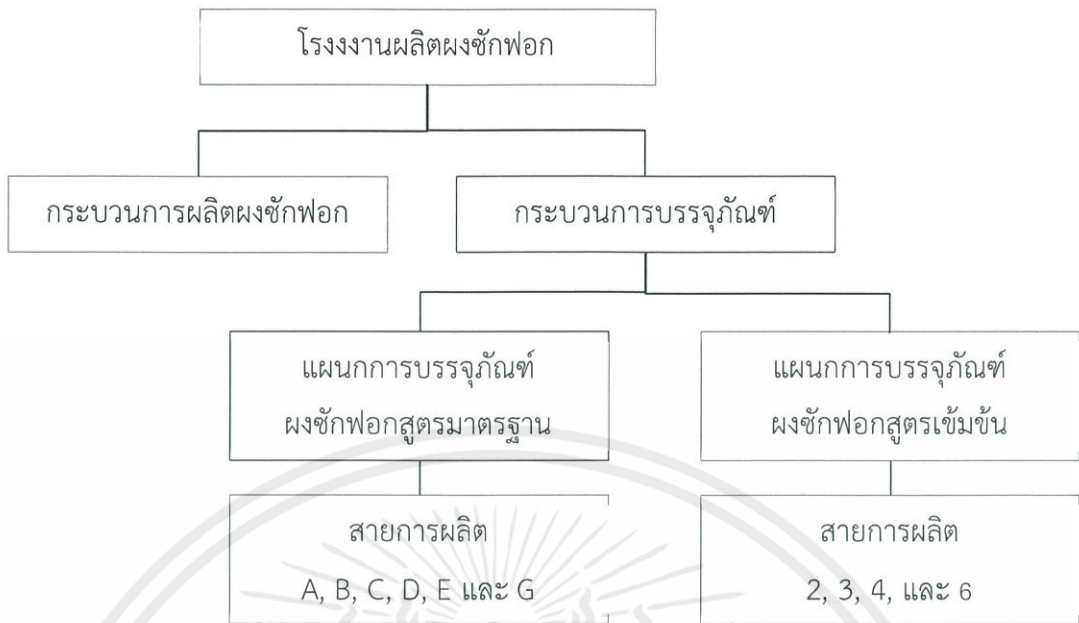 โรงงงานผลิตผงซักฟอก
กระบวนการผลิตผงซักฟอก
กระบวนการบรรจุภัณฑ์
แผนกการบรรจุภัณฑ์
ผงซักฟอกสูตรมาตรฐาน
แผนกการบรรจุภัณฑ์
ผงซักฟอกสูตรเข้มข้น
สายการผลิต
A, B, C, D, E และ G
สายการผลิต
2, 3, 4, และ 6